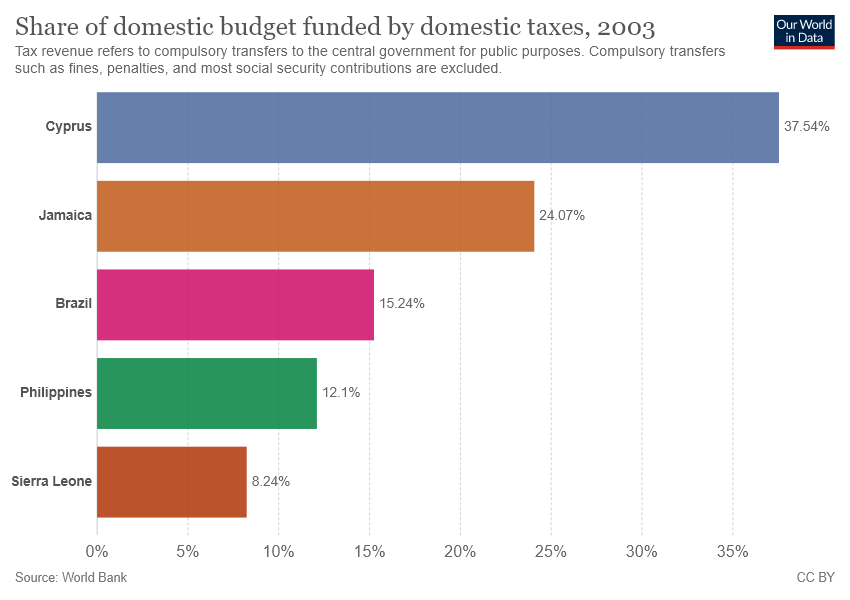 Share of domestic budget funded by domestic taxes, 2003
Our World
in Data
Tax revenue refers to compulsory transfers to the central government for public purposes. Compulsory transfers
such as fines, penalties, and most social security contributions are excluded.
Cyprus 37.54%
Jamaica 24.07%
Brazil 15.24%
Philippines 12.1%
Sierra Leone 8.24%
0% 5% 10% 15% 20% 25% 30% 35%
Source: World Bank CC BY